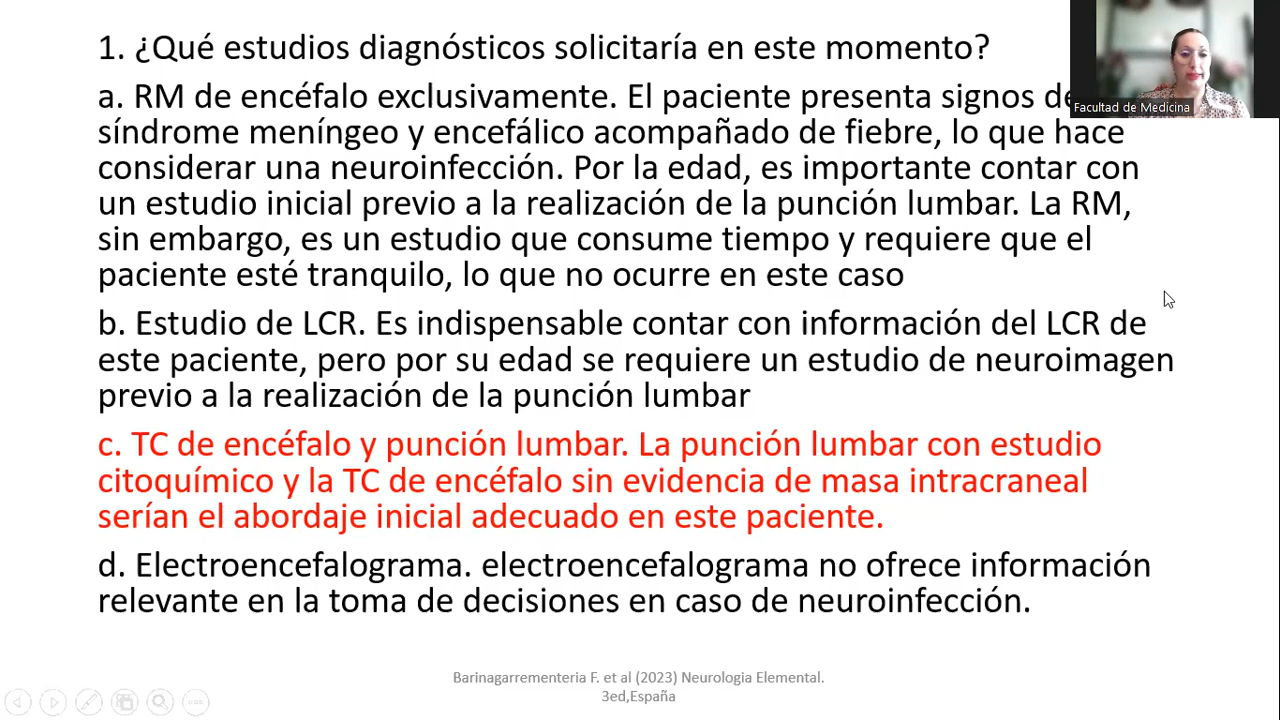 1. ¿Qué estudios diagnósticos solicitaría en este momento?
a. RM de encéfalo exclusivamente. El paciente presenta signos de
Facultad de Medicina
síndrome meníngeo y encefálico acompañado de fiebre, lo que hace
considerar una neuroinfección. Por la edad, es importante contar con
un estudio inicial previo a la realización de la punción lumbar. La RM,
sin embargo, es un estudio que consume tiempo y requiere que el
paciente esté tranquilo, lo que no ocurre en este caso
b. Estudio de LCR. Es indispensable contar con información del LCR de
este paciente, pero por su edad se requiere un estudio de neuroimagen
previo a la realización de la punción lumbar
c. TC de encéfalo y punción lumbar. La punción lumbar con estudio
citoquímico y la TC de encéfalo sin evidencia de masa intracraneal
serían el abordaje inicial adecuado en este paciente.
d. Electroencefalograma. electroencefalograma no ofrece información
relevante en la toma de decisiones en caso de neuroinfección.
Barinagarrementeria F. et al (2023) Neurologia Elemental.
3ed,España